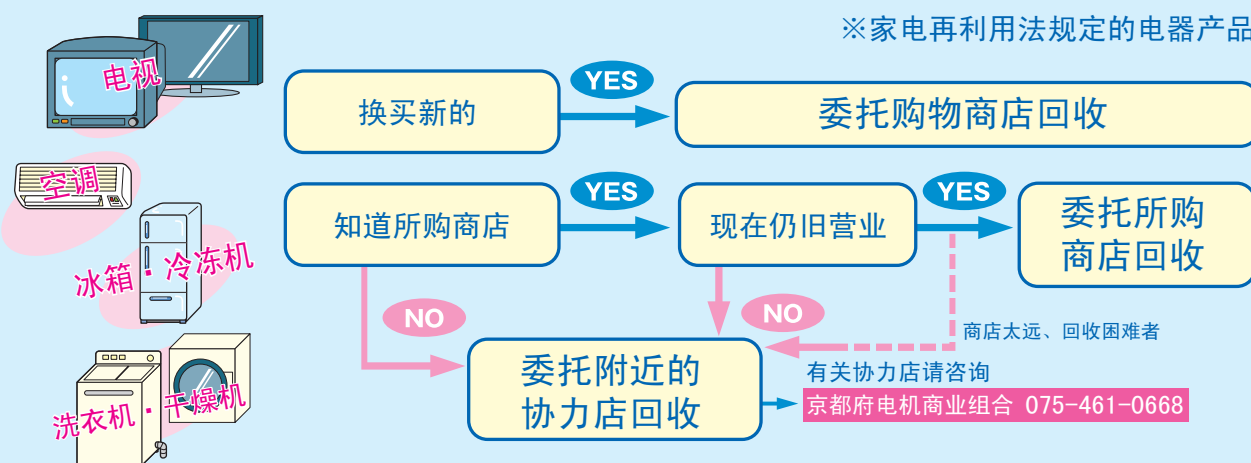 ※家电再利用法规定的电器产品
电视
换买新的
YES
委托购物商店回收
空调
知道所购商店
YES
现在仍旧营业
YES
委托所购
商店回收
冰箱・冷冻机
NO
NO
商店太远、回收困难者
洗衣机・干燥机
委托附近的
协力店回收
有关协力店请咨询
京都府电机商业组合 075-461-0668